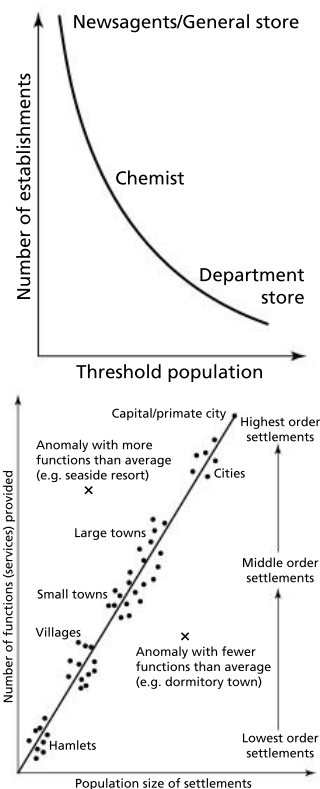 Newsagents/General store
Number of establishments
Chemist
Department
store
Threshold population
Capital/primate city
Highest order
settlements
Anomaly with more
functions than average
(e.g. seaside resort)
Cities
Number of functions (services) provided
Large towns
Middle order
settlements
Small towns
Villages
Anomaly with fewer
functions than average
(e.g. dormitory town)
Lowest order
settlements
Hamlets
Population size of settlements